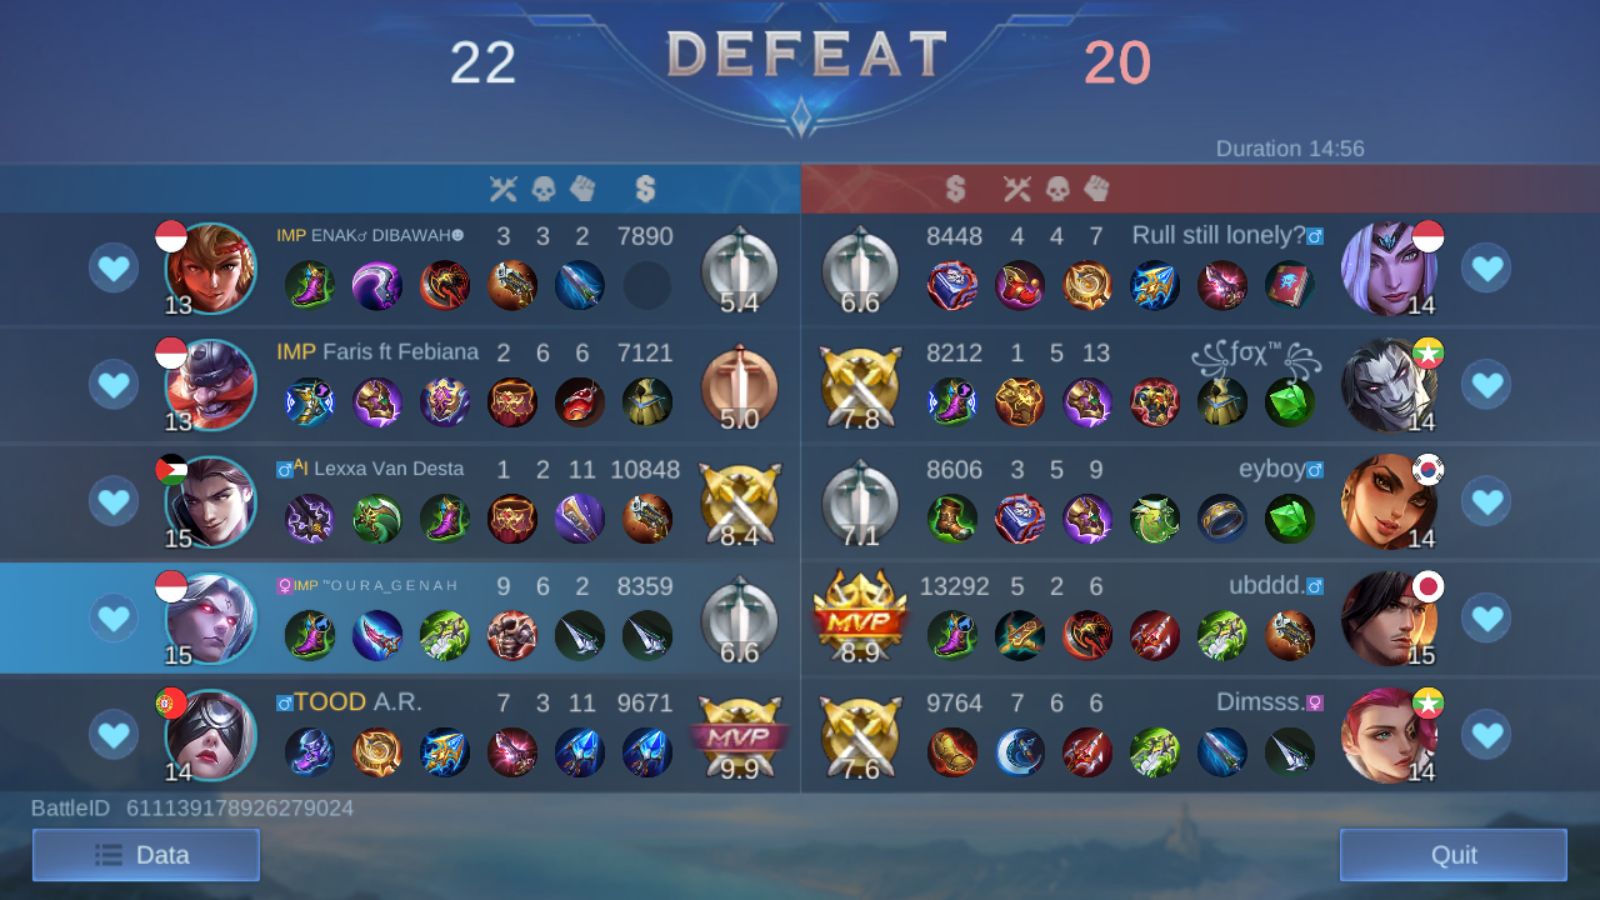 22 DEFEAT 20
Duration 14:56
IMP ENAK♂ DIBAWAH☻ 3 3 2 7890
13 5.4
8448 4 4 7 Rull still lonely?♂
6.6 14
IMP Faris ft Febiana 2 6 6 7121
13 5.0
8212 1 5 13 ƒσχ™
7.8 14
♂AI Lexxa Van Desta 1 2 11 10848
15 8.4
8606 3 5 9 eyboy♂
7.1 14
♀IMP ™OURA_GENAH 9 6 2 8359
15 6.6
13292 5 2 6 ubddd.♂
MVP
8.9 15
♂TOOD A.R. 7 3 11 9671
MVP
14 9.9
9764 7 6 6 Dimsss.♀
7.6 14
BattleID 611139178926279024
Data
Quit